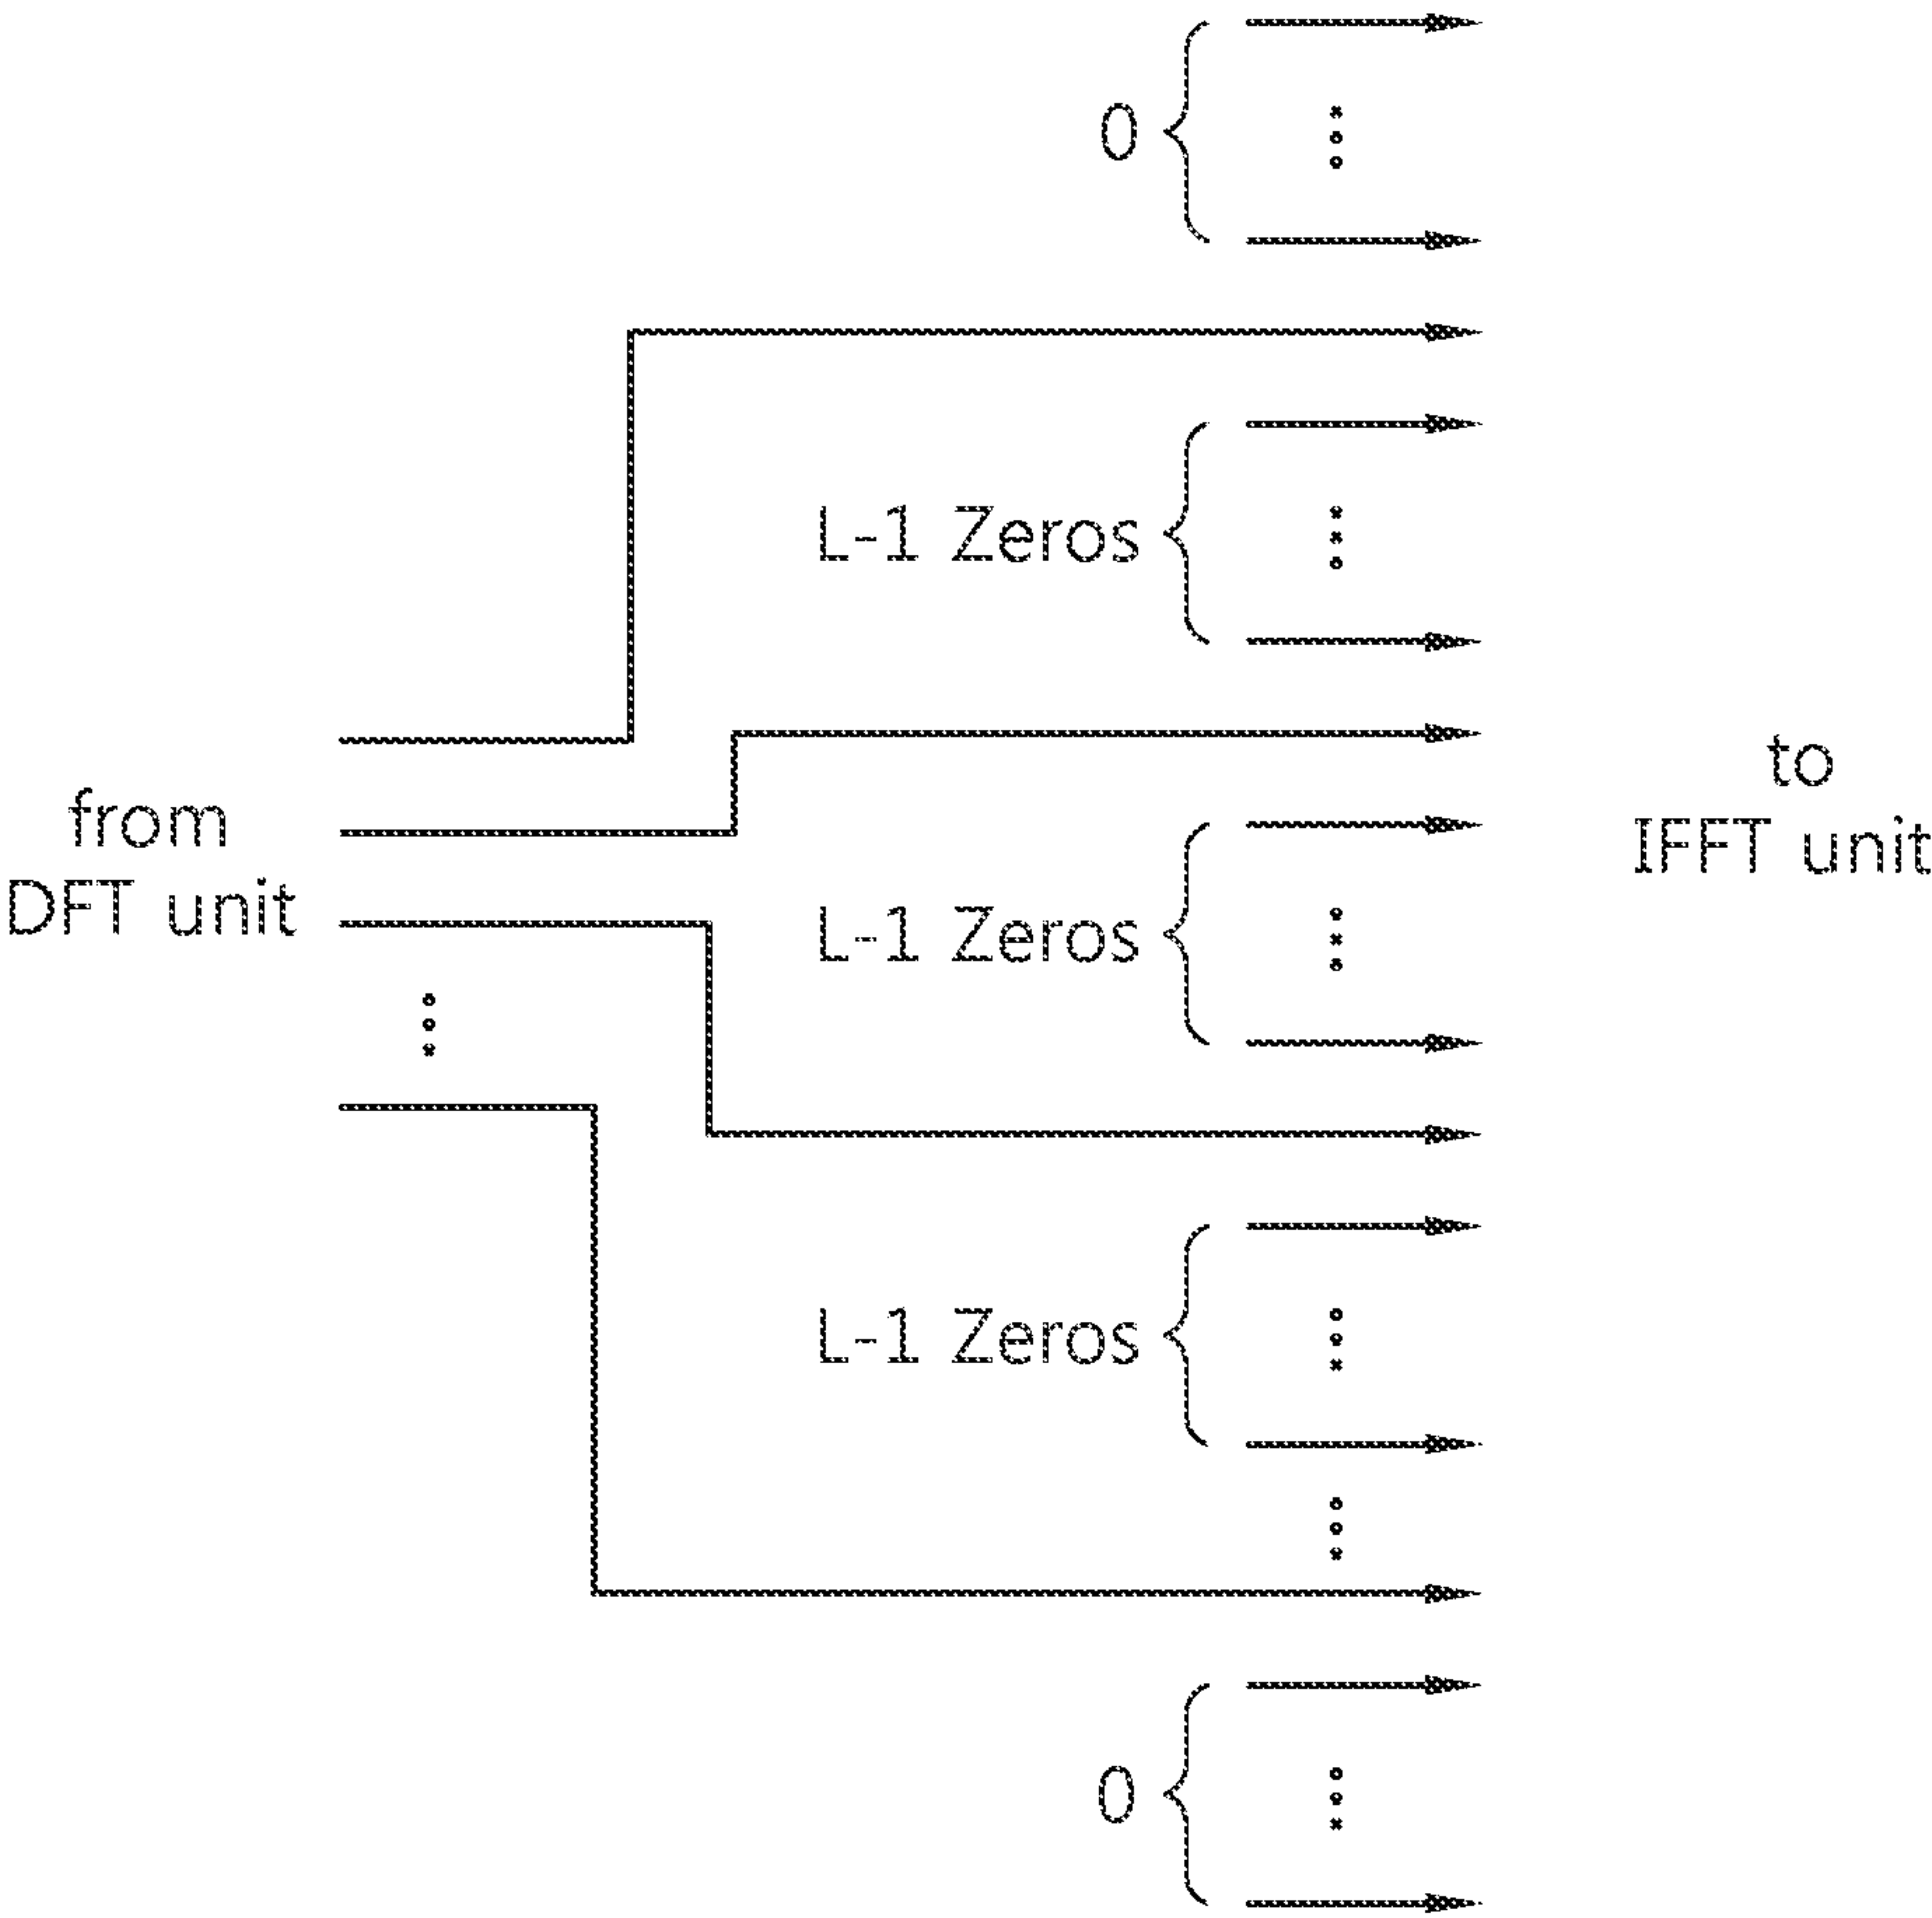 0
L-1 Zeros
from
DFT unit
L-1 Zeros
to
IFFT unit
L-1 Zeros
0